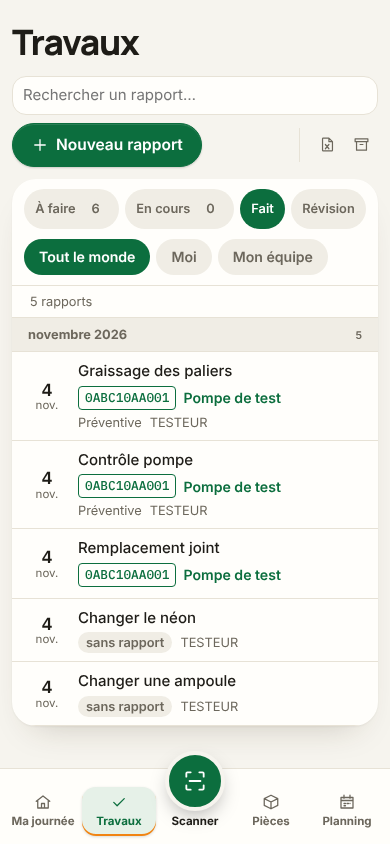 Travaux
Rechercher un rapport...
+ Nouveau rapport
À faire 6 En cours 0 Fait Révision
Tout le monde Moi Mon équipe
5 rapports
novembre 2026 5
4 nov.
Graissage des paliers
0ABC10AA001 Pompe de test
Préventive TESTEUR
4 nov.
Contrôle pompe
0ABC10AA001 Pompe de test
Préventive TESTEUR
4 nov.
Remplacement joint
0ABC10AA001 Pompe de test
4 nov.
Changer le néon
sans rapport TESTEUR
4 nov.
Changer une ampoule
sans rapport TESTEUR
Ma journée Travaux Scanner Pièces Planning